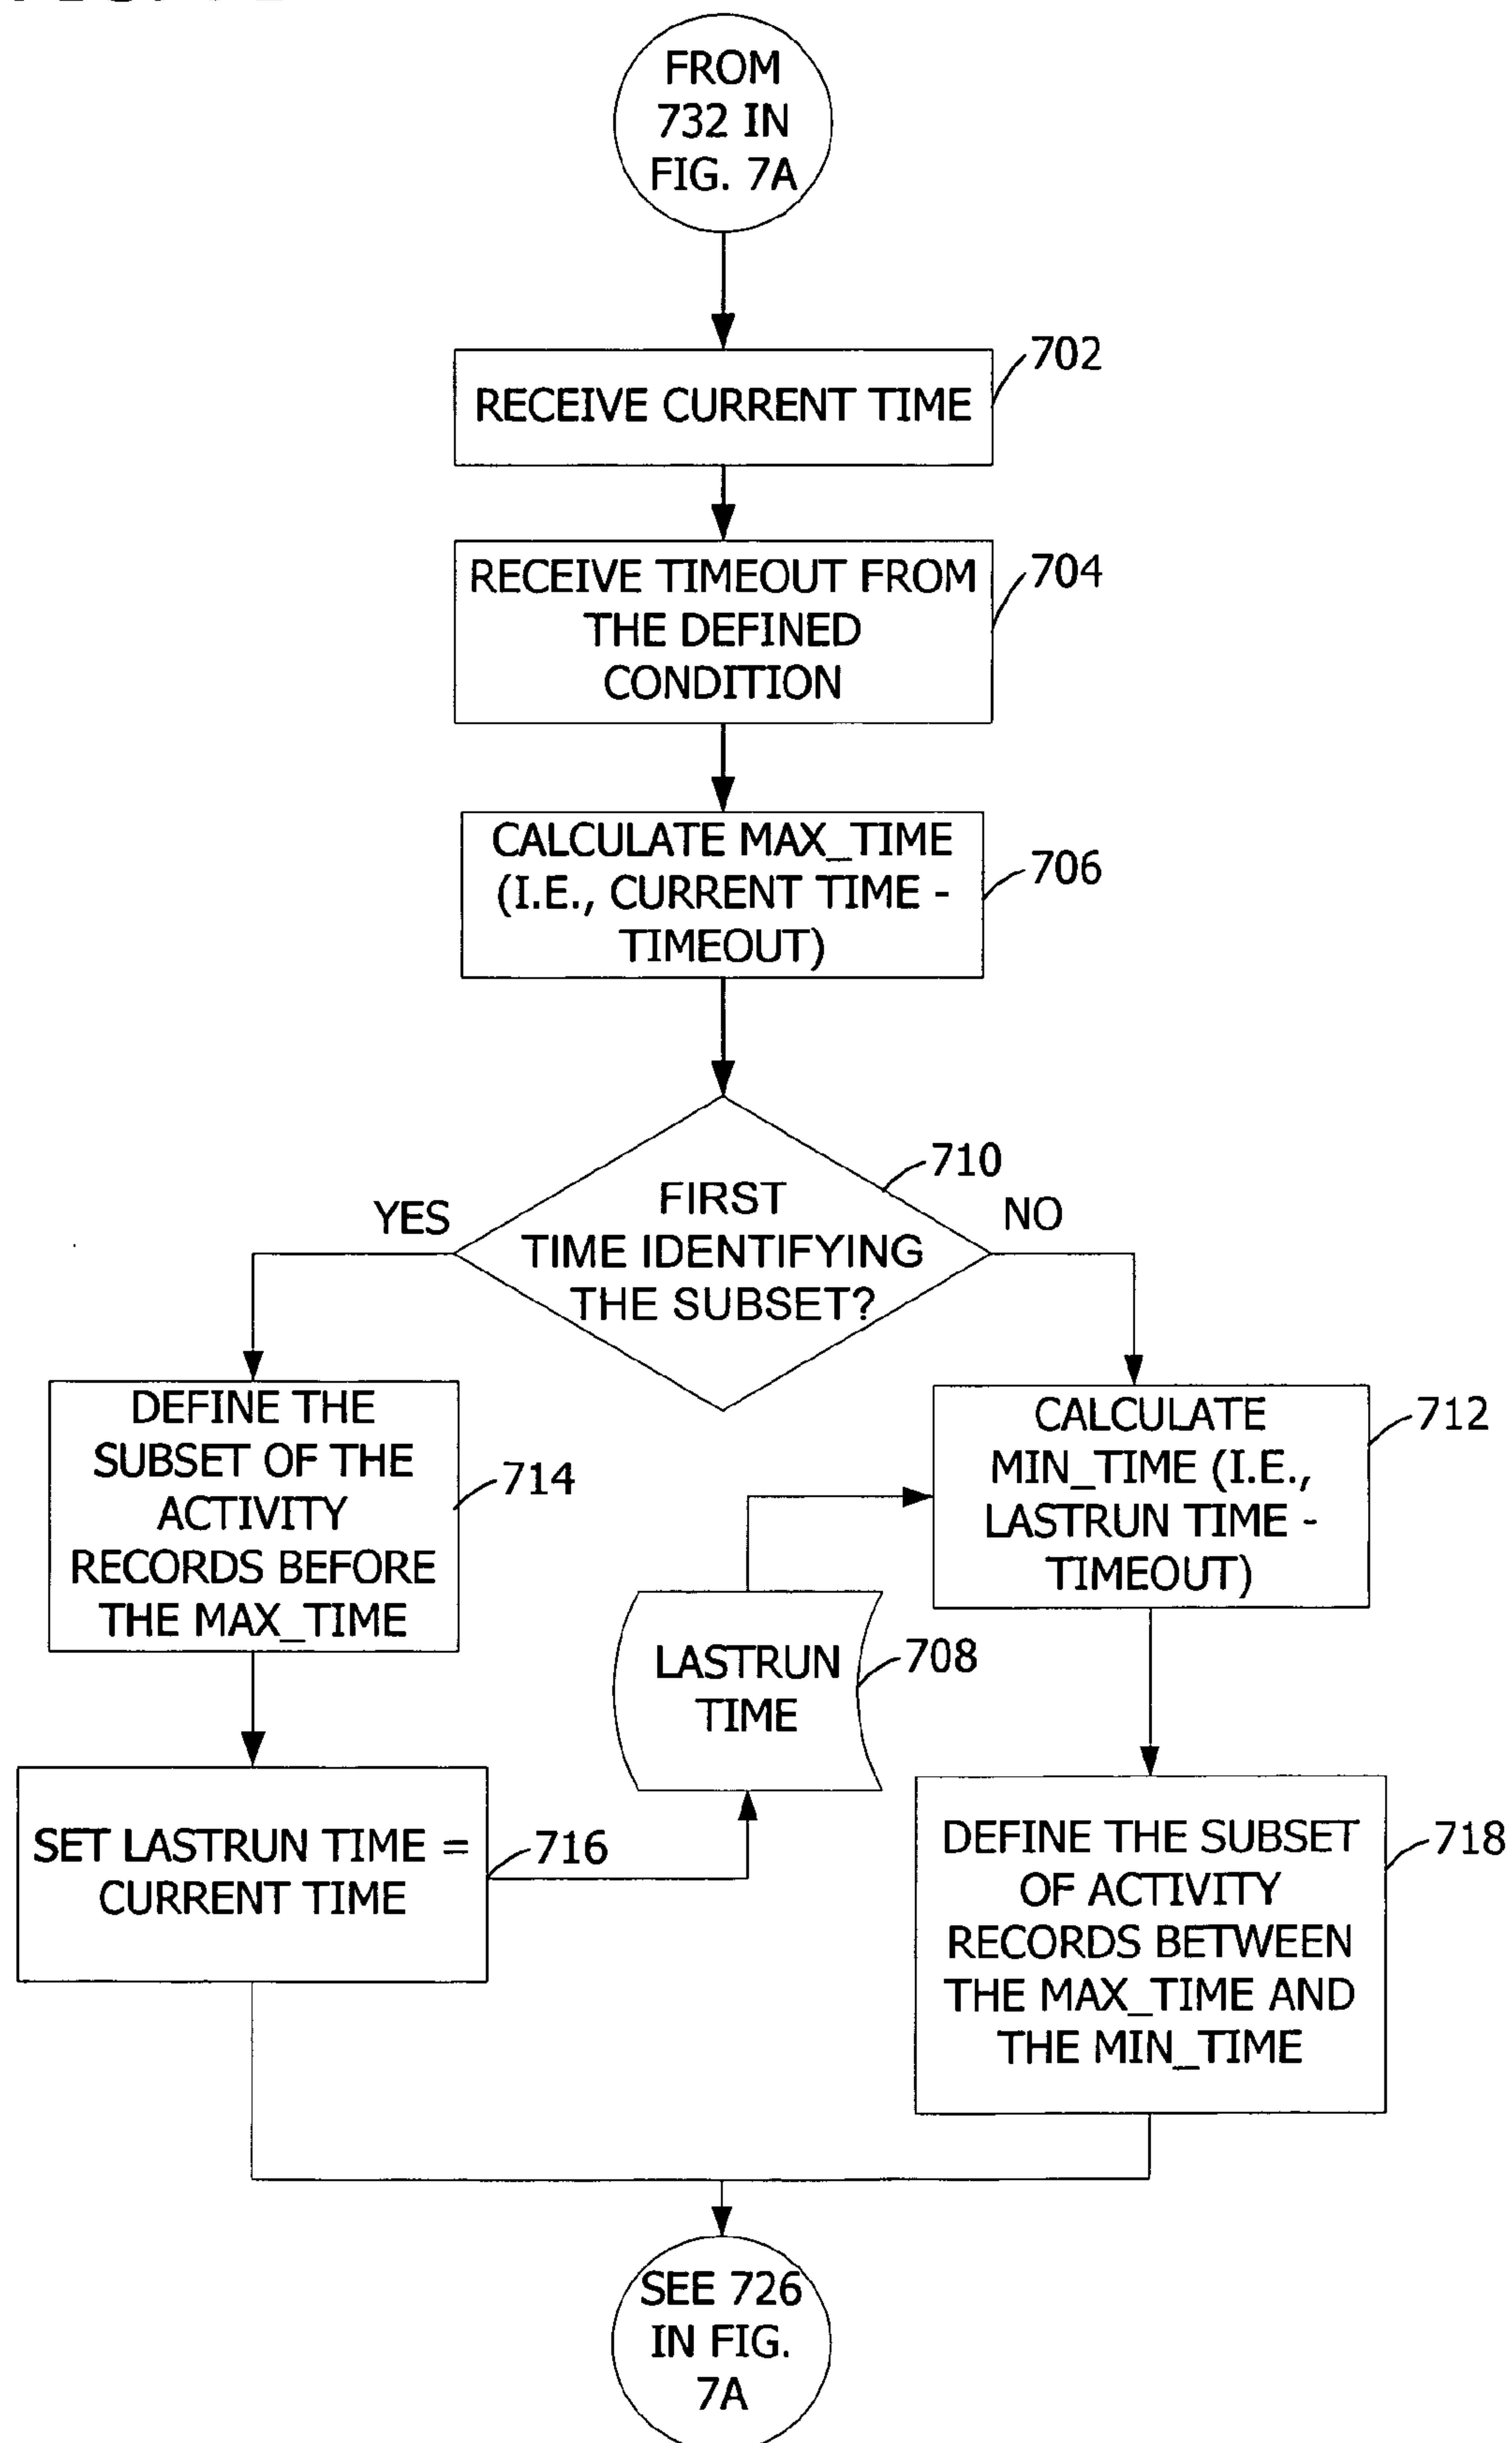 FROM
732 IN
FIG. 7A
702
RECEIVE CURRENT TIME
704
RECEIVE TIMEOUT FROM
THE DEFINED
CONDITION
706
CALCULATE MAX_TIME
(I.E., CURRENT TIME -
TIMEOUT)
710
FIRST
TIME IDENTIFYING
THE SUBSET?
YES
NO
DEFINE THE
SUBSET OF THE
ACTIVITY
RECORDS BEFORE
THE MAX_TIME
714
CALCULATE
MIN_TIME (I.E.,
LASTRUN TIME -
TIMEOUT)
712
LASTRUN
TIME
708
SET LASTRUN TIME =
CURRENT TIME
716
DEFINE THE SUBSET
OF ACTIVITY
RECORDS BETWEEN
THE MAX_TIME AND
THE MIN_TIME
718
SEE 726
IN FIG.
7A